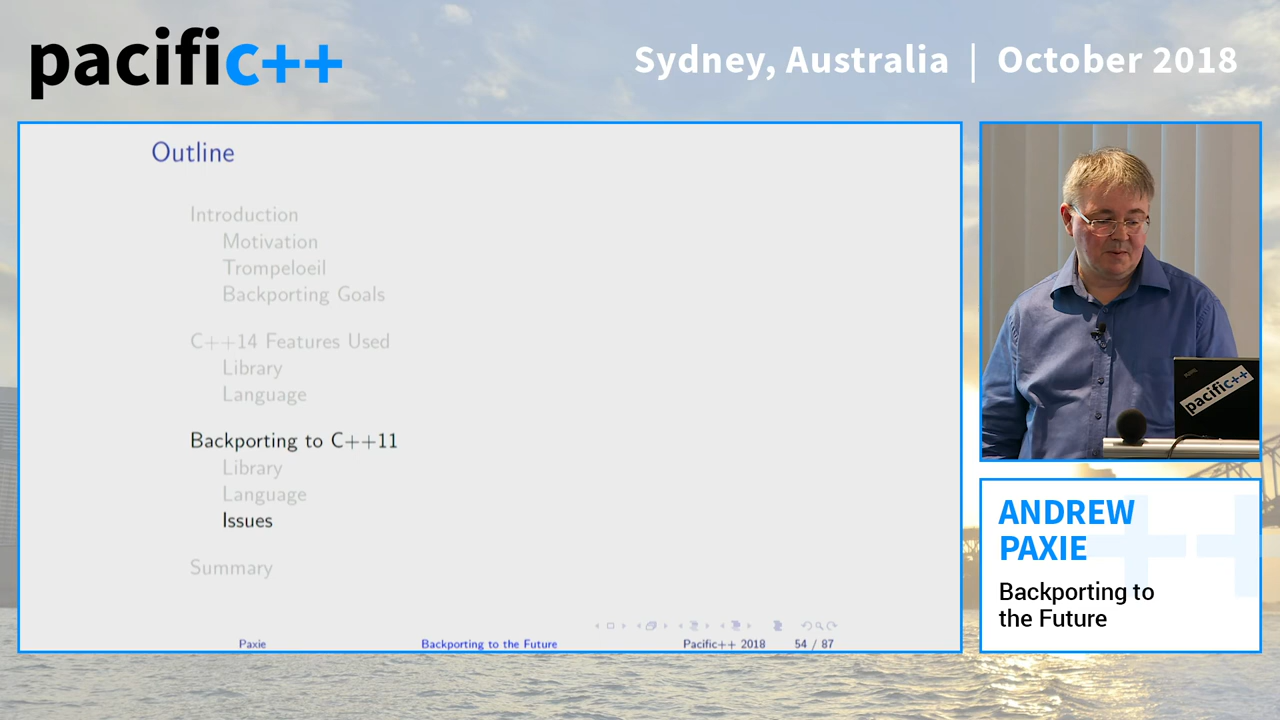 pacific++
Sydney, Australia | October 2018
Outline
Introduction
Motivation
Trompeloeil
Backporting Goals
C++14 Features Used
Library
Language
Backporting to C++11
Library
Language
Issues
Summary
Paxie
Backporting to the Future
Pacific++ 2018
54 / 87
pacific++
ANDREW
PAXIE
Backporting to
the Future